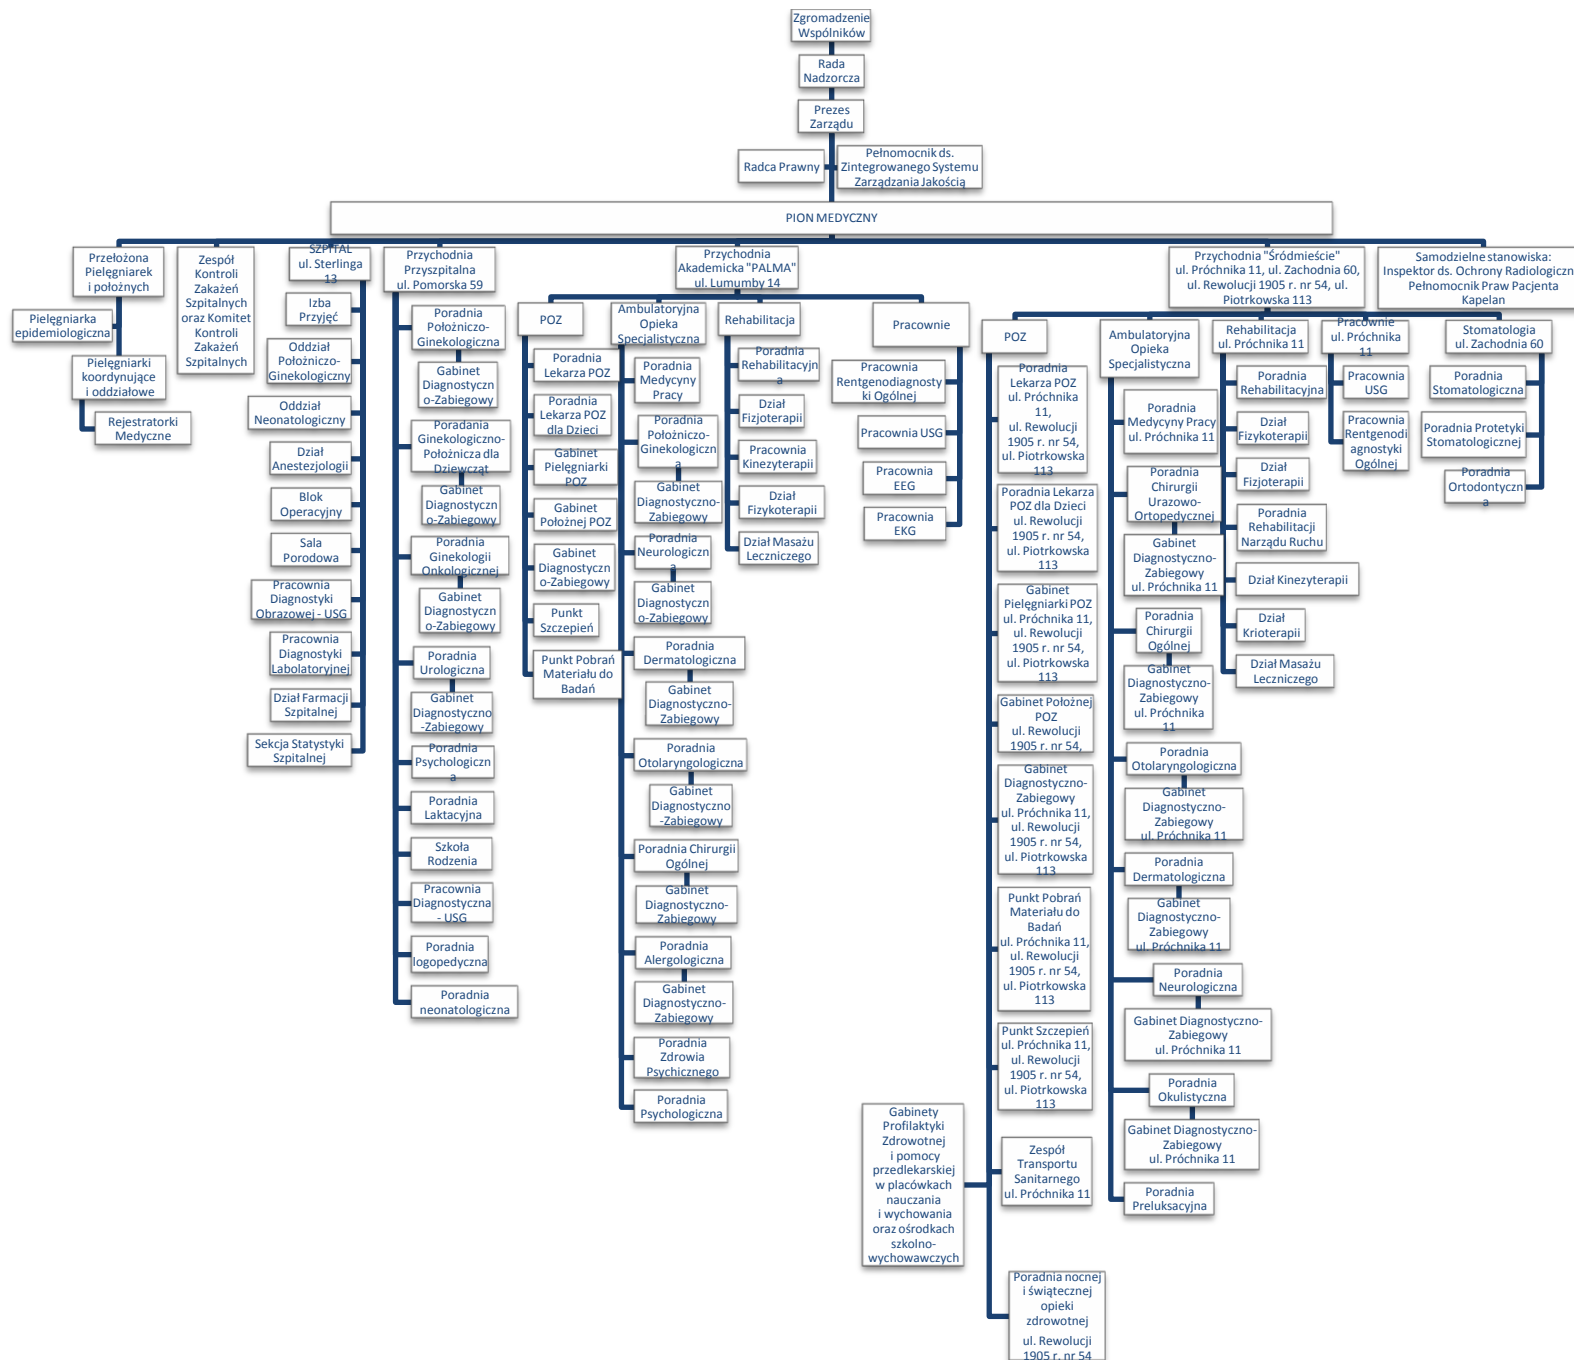 Zgromadzenie
Wspólników
Rada
Nadzorcza
Prezes
Zarządu
Radca Prawny
Pełnomocnik ds.
Zintegrowanego Systemu
Zarządzania Jakością
PION MEDYCZNY
Przełożona
Pielęgniarek
i położnych
Pielęgniarka
epidemiologiczna
Pielęgniarki
koordynujące
i oddziałowe
Rejestratorki
Medyczne
Zespół
Kontroli
Zakażeń
Szpitalnych
oraz Komitet
Kontroli
Zakażeń
Szpitalnych
SZPITAL
ul. Sterlinga
13
Izba
Przyjęć
Oddział
Położniczo-
Ginekologiczny
Oddział
Neonatologiczny
Dział
Anestezjologii
Blok
Operacyjny
Sala
Porodowa
Pracownia
Diagnostyki
Obrazowej - USG
Pracownia
Diagnostyki
Labolatoryjnej
Dział Farmacji
Szpitalnej
Sekcja Statystyki
Szpitalnej
Przychodnia
Przyszpitalna
ul. Pomorska 59
Poradnia
Położniczo-
Ginekologiczna
Gabinet
Diagnostyczn
o-Zabiegowy
Poradania
Ginekologiczno-
Położnicza dla
Dziewcząt
Gabinet
Diagnostyczn
o-Zabiegowy
Poradnia
Ginekologii
Onkologicznej
Gabinet
Diagnostyczn
o-Zabiegowy
Poradnia
Urologiczna
Gabinet
Diagnostyczno
-Zabiegowy
Poradnia
Psychologiczn
a
Poradnia
Laktacyjna
Szkoła
Rodzenia
Pracownia
Diagnostyczna
- USG
Poradnia
logopedyczna
Poradnia
neonatologiczna
Przychodnia
Akademicka "PALMA"
ul. Lumumby 14
POZ
Poradnia
Lekarza POZ
Poradnia
Lekarza POZ
dla Dzieci
Gabinet
Pielęgniarki
POZ
Gabinet
Położnej POZ
Gabinet
Diagnostyczn
o-Zabiegowy
Punkt
Szczepień
Punkt Pobrań
Materiału do
Badań
Ambulatoryjna
Opieka
Specjalistyczna
Poradnia
Medycyny
Pracy
Poradnia
Położniczo-
Ginekologiczn
a
Gabinet
Diagnostyczno-
Zabiegowy
Poradnia
Neurologiczn
a
Gabinet
Diagnostyczn
o-Zabiegowy
Poradnia
Dermatologiczna
Gabinet
Diagnostyczno-
Zabiegowy
Poradnia
Otolaryngologiczna
Gabinet
Diagnostyczno
-Zabiegowy
Poradnia Chirurgii
Ogólnej
Gabinet
Diagnostyczno-
Zabiegowy
Poradnia
Alergologiczna
Gabinet
Diagnostyczno-
Zabiegowy
Poradnia
Zdrowia
Psychicznego
Poradnia
Psychologiczna
Rehabilitacja
Poradnia
Rehabilitacyjn
a
Dział
Fizjoterapii
Pracownia
Kinezyterapii
Dział
Fizykoterapii
Dział Masażu
Leczniczego
Pracownie
Pracownia
Rentgenodiagnosty
ki Ogólnej
Pracownia USG
Pracownia
EEG
Pracownia
EKG
Przychodnia "Śródmieście"
ul. Próchnika 11, ul. Zachodnia 60,
ul. Rewolucji 1905 r. nr 54, ul.
Piotrkowska 113
POZ
Poradnia
Lekarza POZ
ul. Próchnika
11,
ul. Rewolucji
1905 r. nr 54,
ul. Piotrkowska
113
Poradnia Lekarza
POZ dla Dzieci
ul. Rewolucji
1905 r. nr 54,
ul. Piotrkowska
113
Gabinet
Pielęgniarki POZ
ul. Próchnika 11,
ul. Rewolucji
1905 r. nr 54,
ul. Piotrkowska
113
Gabinet Położnej
POZ
ul. Rewolucji
1905 r. nr 54,
Gabinet
Diagnostyczno-
Zabiegowy
ul. Próchnika 11,
ul. Rewolucji
1905 r. nr 54,
ul. Piotrkowska
113
Punkt Pobrań
Materiału do
Badań
ul. Próchnika 11,
ul. Rewolucji
1905 r. nr 54,
ul. Piotrkowska
113
Punkt Szczepień
ul. Próchnika 11,
ul. Rewolucji
1905 r. nr 54,
ul. Piotrkowska
113
Gabinety
Profilaktyki
Zdrowotnej
i pomocy
przedlekarskiej
w placówkach
nauczania
i wychowania
oraz ośrodkach
szkolno-
wychowawczych
Zespół
Transportu
Sanitarnego
ul. Próchnika 11
Poradnia nocnej
i świątecznej
opieki
zdrowotnej
ul. Rewolucji
1905 r. nr 54
Ambulatoryjna
Opieka
Specjalistyczna
Poradnia
Medycyny Pracy
ul. Próchnika 11
Poradnia
Chirurgii
Urazowo-
Ortopedycznej
Gabinet
Diagnostyczno-
Zabiegowy
ul. Próchnika 11
Poradnia
Chirurgii
Ogólnej
Gabinet
Diagnostyczno-
Zabiegowy
ul. Próchnika
11
Poradnia
Otolaryngologiczna
Gabinet
Diagnostyczno-
Zabiegowy
ul. Próchnika 11
Poradnia
Dermatologiczna
Gabinet
Diagnostyczno-
Zabiegowy
ul. Próchnika 11
Poradnia
Neurologiczna
Gabinet Diagnostyczno-
Zabiegowy
ul. Próchnika 11
Poradnia
Okulistyczna
Gabinet Diagnostyczno-
Zabiegowy
ul. Próchnika 11
Poradnia
Preluksacyjna
Rehabilitacja
ul. Próchnika 11
Poradnia
Rehabilitacyjna
Dział
Fizykoterapii
Dział
Fizjoterapii
Poradnia
Rehabilitacji
Narządu Ruchu
Dział Kinezyterapii
Dział
Krioterapii
Dział Masażu
Leczniczego
Pracownie
ul. Próchnika
11
Pracownia
USG
Pracownia
Rentgenodi
agnostyki
Ogólnej
Stomatologia
ul. Zachodnia 60
Poradnia
Stomatologiczna
Poradnia Protetyki
Stomatologicznej
Poradnia
Ortodontyczn
a
Samodzielne stanowiska:
Inspektor ds. Ochrony Radiologiczn
Pełnomocnik Praw Pacjenta
Kapelan